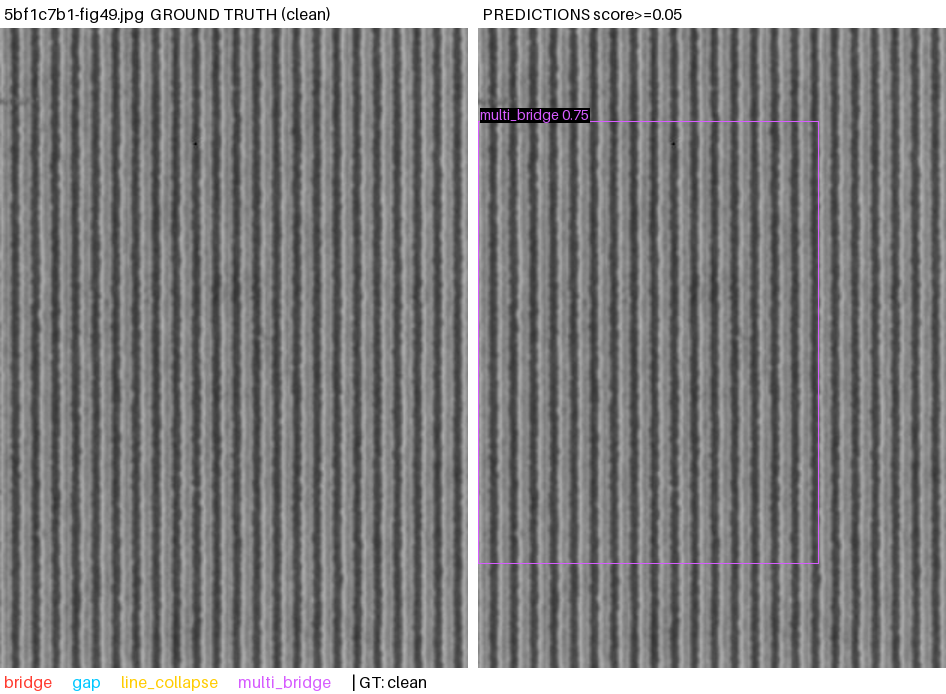 5bf1c7b1-fig49.jpg GROUND TRUTH (clean)
PREDICTIONS score>=0.05
multi_bridge 0.75
bridge gap line_collapse multi_bridge | GT: clean